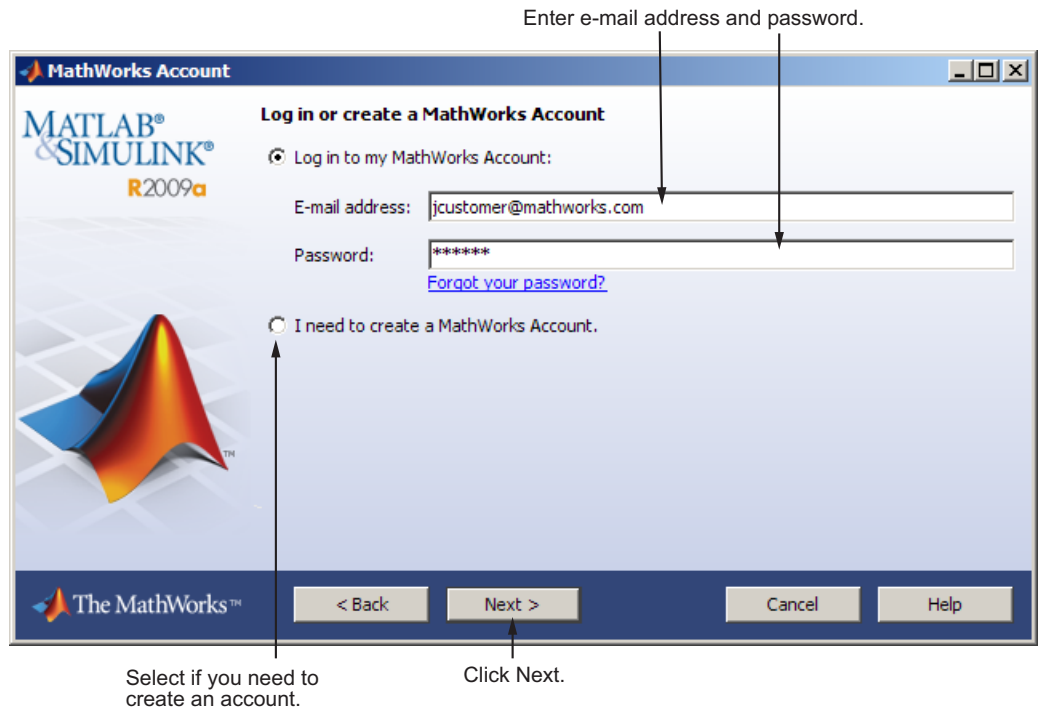 Enter e-mail address and password.
MathWorks Account
MATLAB®
&SIMULINK®
R2009a
Log in or create a MathWorks Account
Log in to my MathWorks Account:
E-mail address: jcustomer@mathworks.com
Password: ******
Forgot your password?
I need to create a MathWorks Account.
TM
The MathWorks™
< Back
Next >
Cancel
Help
Select if you need to
create an account.
Click Next.